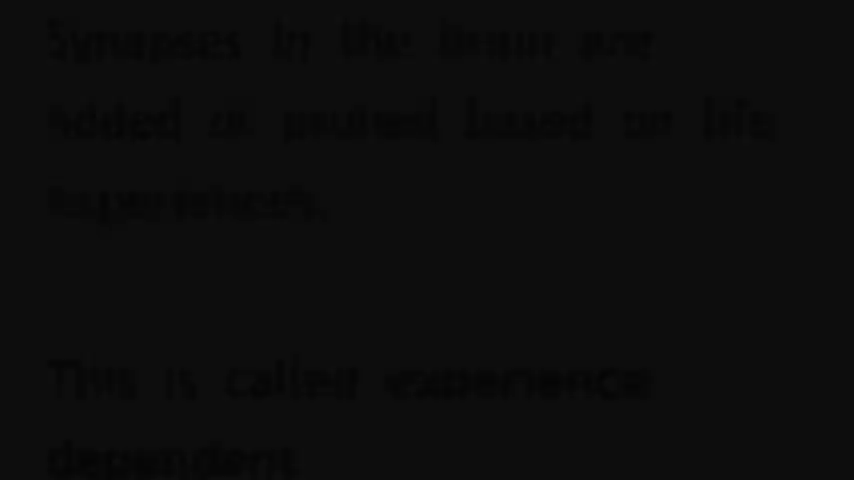 Synapses in the brain are
added or pruned based on life
experiences.
This is called experience
dependent